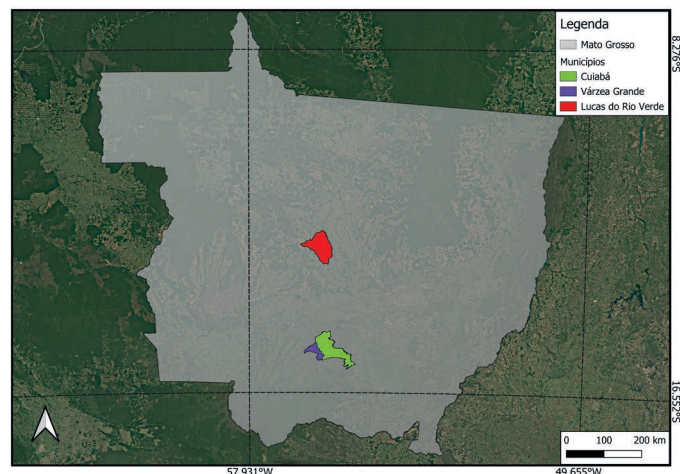 Legenda
Mato Grosso
Municípios
Cuiabá
Várzea Grande
Lucas do Rio Verde
8.276°S
16.552°S
0 100 200 km
57.931°W
49.655°W